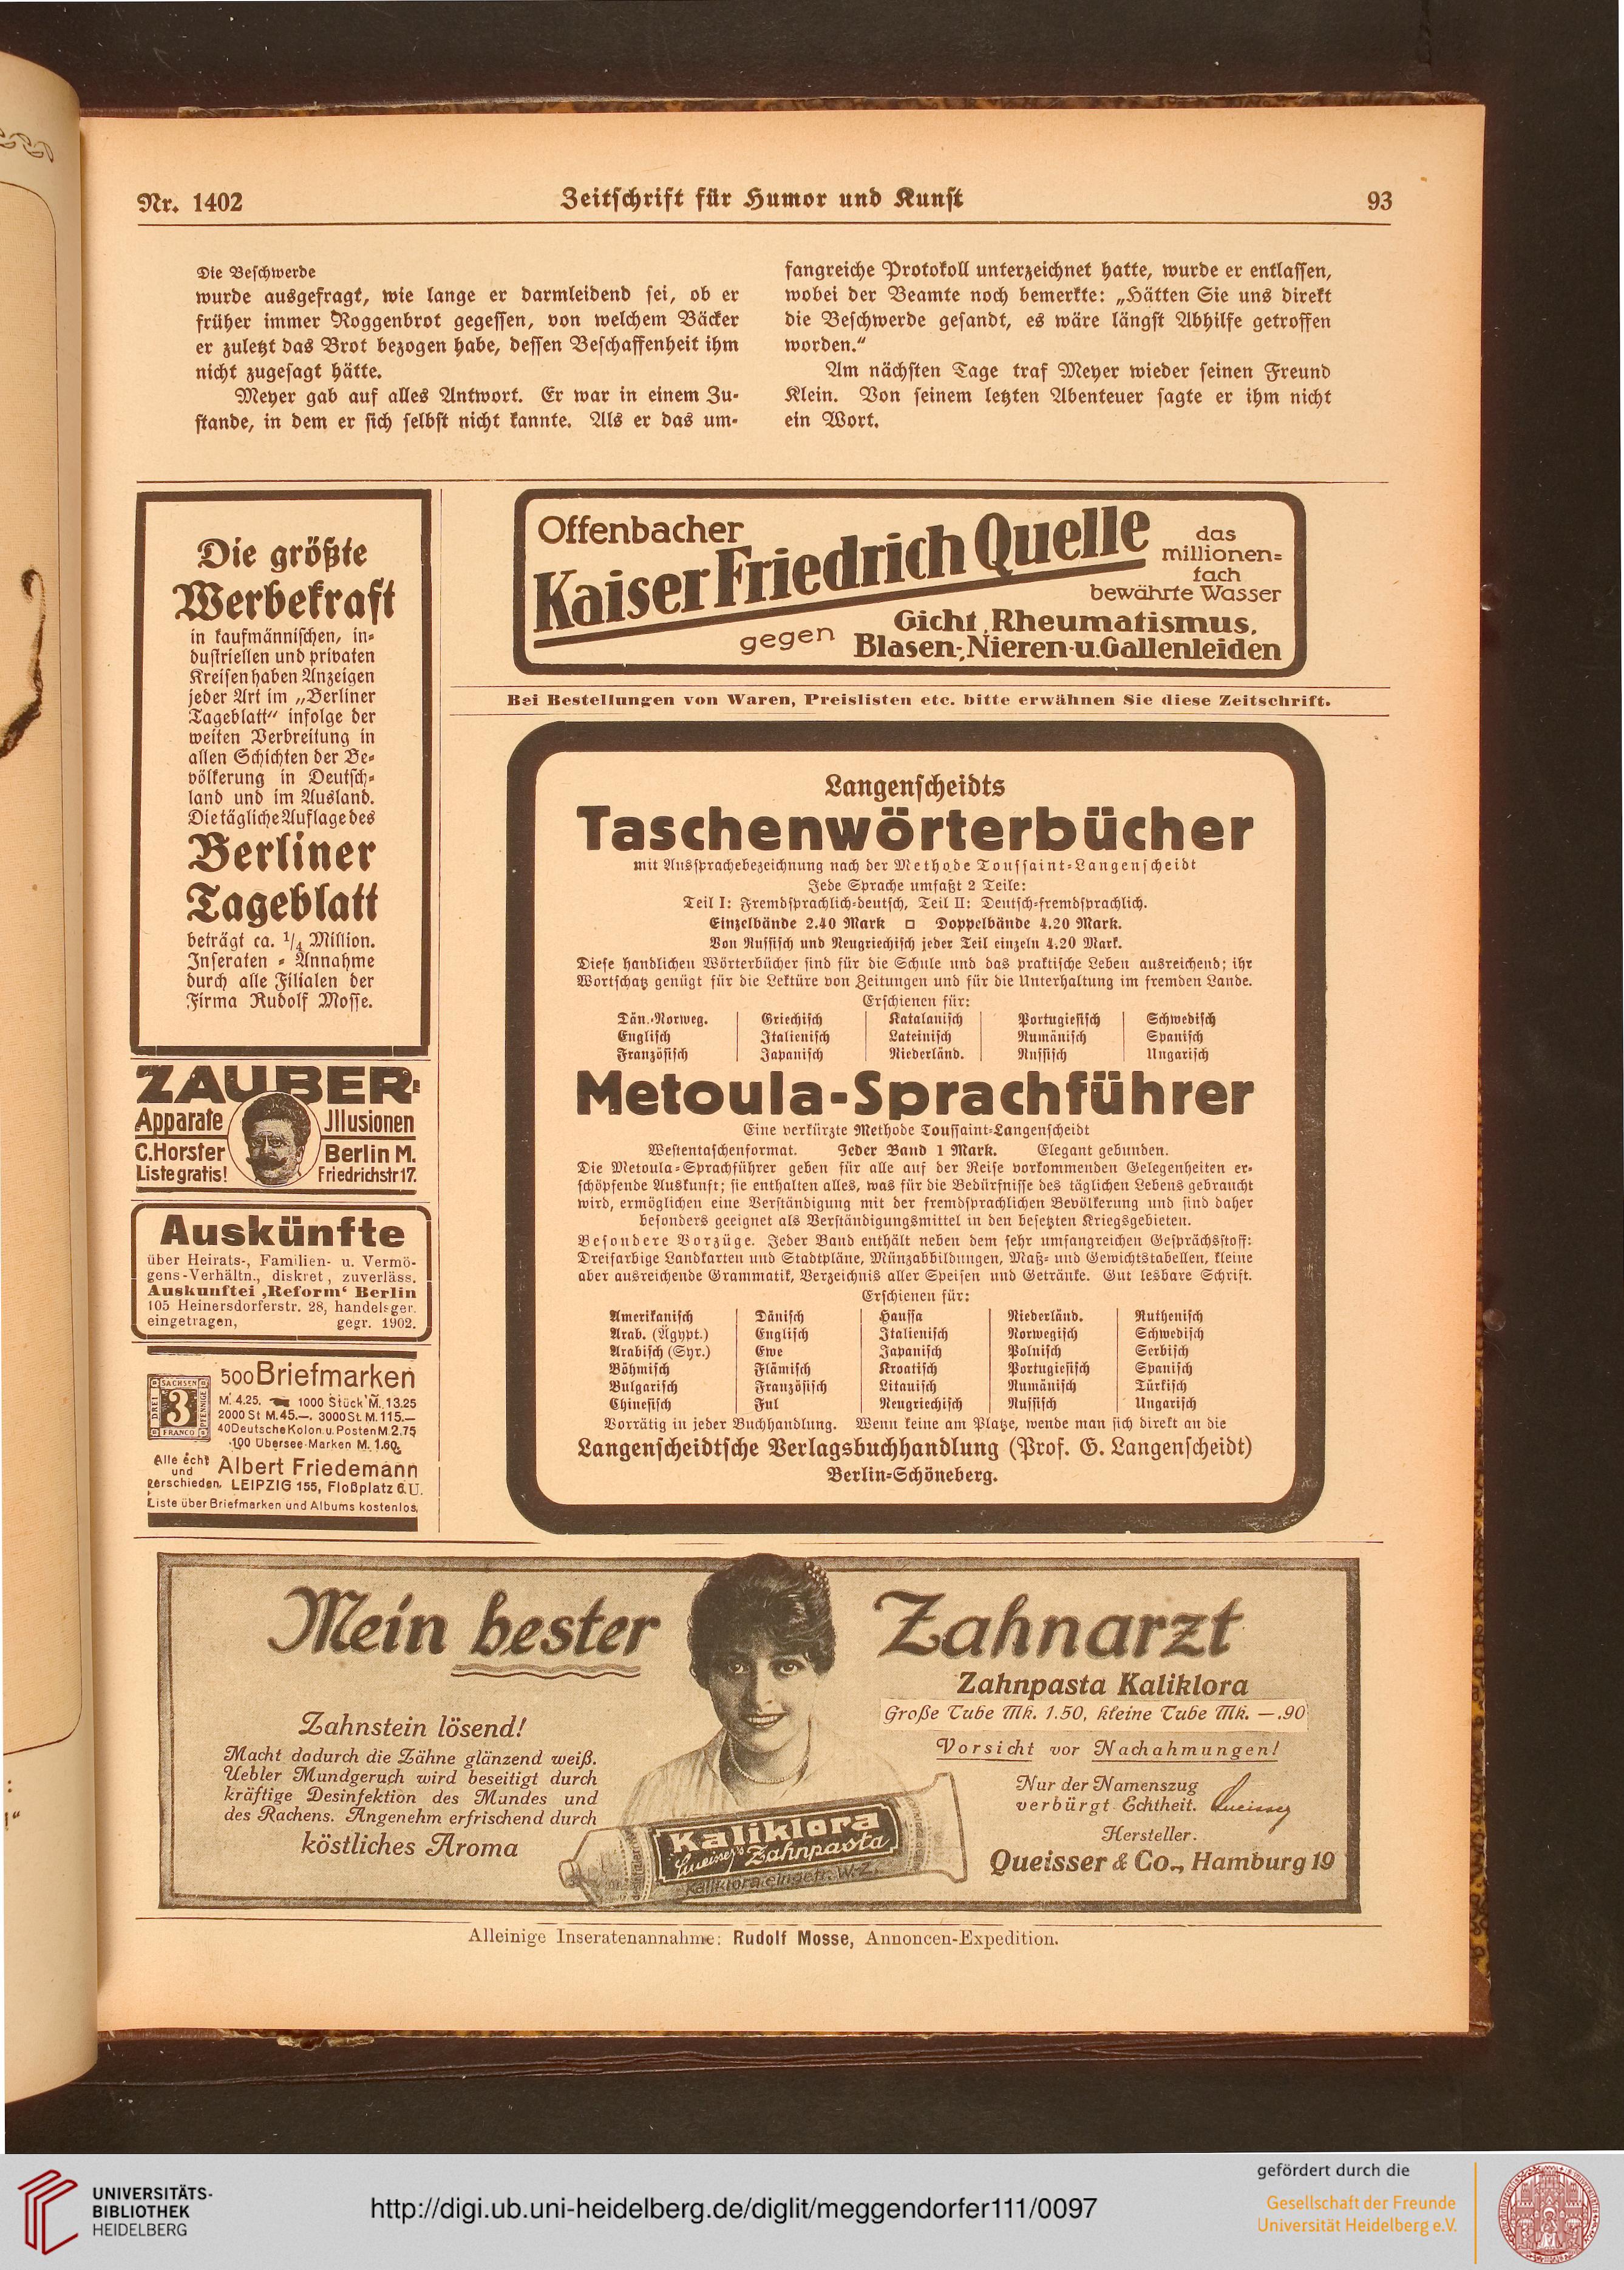 Nr. 1402
Zeitschrift für Humor und Kunst
93
Die Beschwerde
wurde ausgefragt, wie lange er darmleidend sei, ob er
früher immer Roggenbrot gegessen, von welchem Bäcker
er zuletzt das Brot bezogen habe, dessen Beschaffenheit ihm
nicht zugesagt hätte.
Meyer gab auf alles Antwort. Er war in einem Zu-
stande, in dem er sich selbst nicht kannte. Als er das um-
fangreiche Protokoll unterzeichnet hatte, wurde er entlassen,
wobei der Beamte noch bemerkte: „Hätten Sie uns direkt
die Beschwerde gesandt, es wäre längst Abhilfe getroffen
worden.“
Am nächsten Tage traf Meyer wieder seinen Freund
Klein. Von seinem letzten Abenteuer sagte er ihm nicht
ein Wort.
Die größte
Werbekraft
in kaufmännischen, in-
dustriellen und privaten
Kreisen haben Anzeigen
jeder Art im „Berliner
Tageblatt“ infolge der
weiten Verbreitung in
allen Schichten der Be-
völkerung in Deutsch-
land und im Ausland.
Die tägliche Auflage des
Berliner
Tageblatt
beträgt ca. 1/4 Million.
Inseraten - Annahme
durch alle Filialen der
Firma Rudolf Mosse.
ZAUBER-
Apparate Jllusionen
C.Horster Berlin M.
Liste gratis! Friedrichstr 17.
Auskünfte
über Heirats-, Familien- u. Vermö-
gens-Verhältn., diskret, zuverläss.
Auskunftei ‚Reform‘ Berlin
105 Heinersdorferstr. 28, handelsger.
eingetragen, gegr. 1902.
SACHSEN
DREI 3 PFENNIGE
FRANCO
500 Briefmarken
M. 4.25. 1000 Stück M. 13.25
2000 St M. 45.—. 3000 St. M. 115.—
40 Deutsche Kolon. u. Posten M. 2.75
100 Übersee-Marken M. 1.60.
Alle echt
und
verschieden.
Albert Friedemann
LEIPZIG 155, Floßplatz 6.U.
Liste über Briefmarken und Albums kostenlos.
Offenbacher
Kaiser Friedrich Quelle
das
millionen-
fach
bewährte Wasser
gegen Gicht, Rheumatismus,
Blasen-, Nieren-u. Gallenleiden
Bei Bestellungen von Waren, Preislisten etc. bitte erwähnen Sie diese Zeitschrift.
Langenscheidts
Taschenwörterbücher
mit Aussprachebezeichnung nach der Methode Toussaint-Langenscheidt
Jede Sprache umfaßt 2 Teile:
Teil I: Fremdsprachlich-deutsch, Teil II: Deutsch-fremdsprachlich.
Einzelbände 2.40 Mark □ Doppelbände 4.20 Mark.
Von Russisch und Neugriechisch jeder Teil einzeln 4.20 Mark.
Diese handlichen Wörterbücher sind für die Schule und das praktische Leben ausreichend; ihr
Wortschatz genügt für die Lektüre von Zeitungen und für die Unterhaltung im fremden Lande.
Erschienen für:
Dän.-Norweg. Griechisch Katalanisch Portugiesisch Schwedisch
Englisch Italienisch Lateinisch Rumänisch Spanisch
Französisch Japanisch Niederländ. Russisch Ungarisch
Metoula-Sprachführer
Eine verkürzte Methode Toussaint-Langenscheidt
Westentaschenformat. Jeder Band 1 Mark. Elegant gebunden.
Die Metoula-Sprachführer geben für alle auf der Reise vorkommenden Gelegenheiten er-
schöpfende Auskunft; sie enthalten alles, was für die Bedürfnisse des täglichen Lebens gebraucht
wird, ermöglichen eine Verständigung mit der fremdsprachlichen Bevölkerung und sind daher
besonders geeignet als Verständigungsmittel in den besetzten Kriegsgebieten.
Besondere Vorzüge. Jeder Band enthält neben dem sehr umfangreichen Gesprächsstoff:
Dreifarbige Landkarten und Stadtpläne, Münzabbildungen, Maß- und Gewichtstabellen, kleine
aber ausreichende Grammatik, Verzeichnis aller Speisen und Getränke. Gut lesbare Schrift.
Erschienen für:
Amerikanisch Dänisch Haussa Niederländ. Ruthenisch
Arab. (Ägypt.) Englisch Italienisch Norwegisch Schwedisch
Arabisch (Syr.) Ewe Japanisch Polnisch Serbisch
Böhmisch Flämisch Kroatisch Portugiesisch Spanisch
Bulgarisch Französisch Litauisch Rumänisch Türkisch
Chinesisch Ful Neugriechisch Russisch Ungarisch
Vorrätig in jeder Buchhandlung. Wenn keine am Platze, wende man sich direkt an die
Langenscheidtsche Verlagsbuchhandlung (Prof. G. Langenscheidt)
Berlin-Schöneberg.
Mein bester Zahnarzt
Zahnpasta Kaliklora
Große Tube Mk. 1.50, kleine Tube Mk. —.90
Zahnstein lösend!
Macht dadurch die Zähne glänzend weiß.
Uebler Mundgeruch wird beseitigt durch
kräftige Desinfektion des Mundes und
des Rachens. Angenehm erfrischend durch
köstliches Aroma
Vorsicht vor Nachahmungen!
Nur der Namenszug
verbürgt Echtheit. Queisser
Hersteller.
Queisser & Co., Hamburg 19
Kaliklora
Queisser's Zahnpasta
Kaliklora eingetr. W.Z.
Alleinige Inseratenannahme: Rudolf Mosse, Annoncen-Expedition.
UNIVERSITÄTS-
BIBLIOTHEK
HEIDELBERG
http://digi.ub.uni-heidelberg.de/diglit/meggendorfer111/0097
gefördert durch die
Gesellschaft der Freunde
Universität Heidelberg e.V.